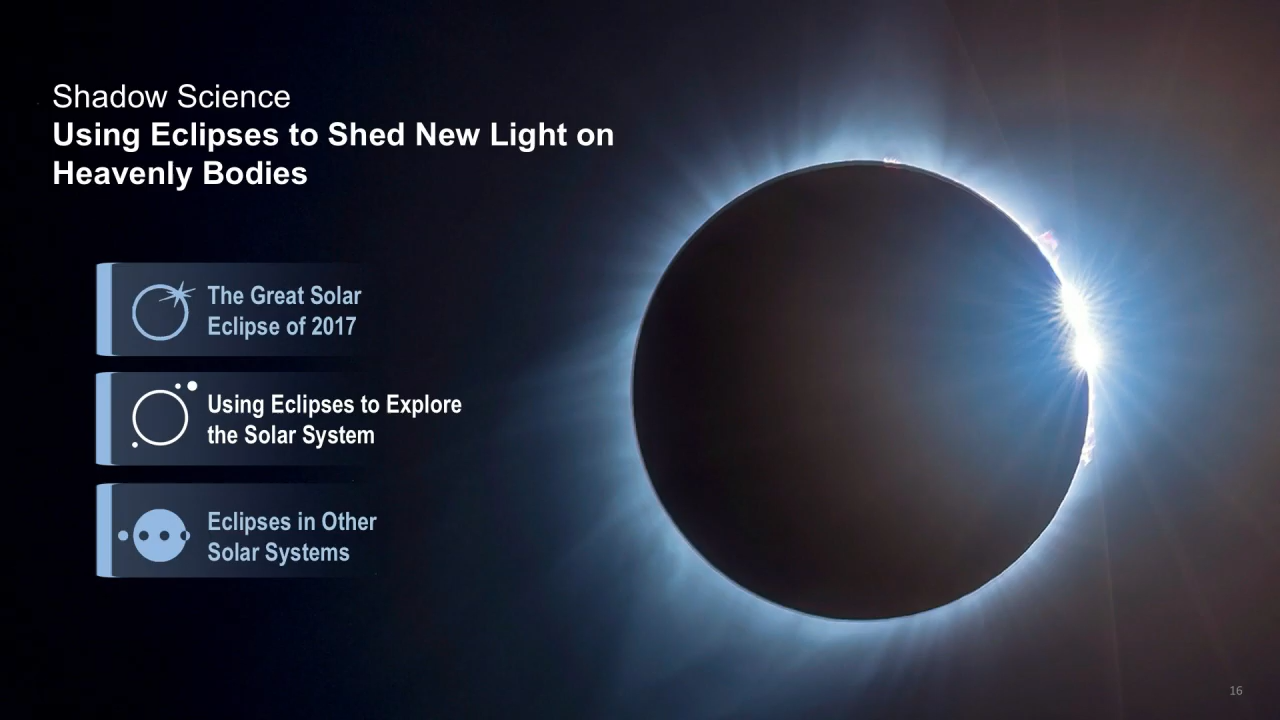 Shadow Science
Using Eclipses to Shed New Light on
Heavenly Bodies
The Great Solar
Eclipse of 2017
Using Eclipses to Explore
the Solar System
Eclipses in Other
Solar Systems
16